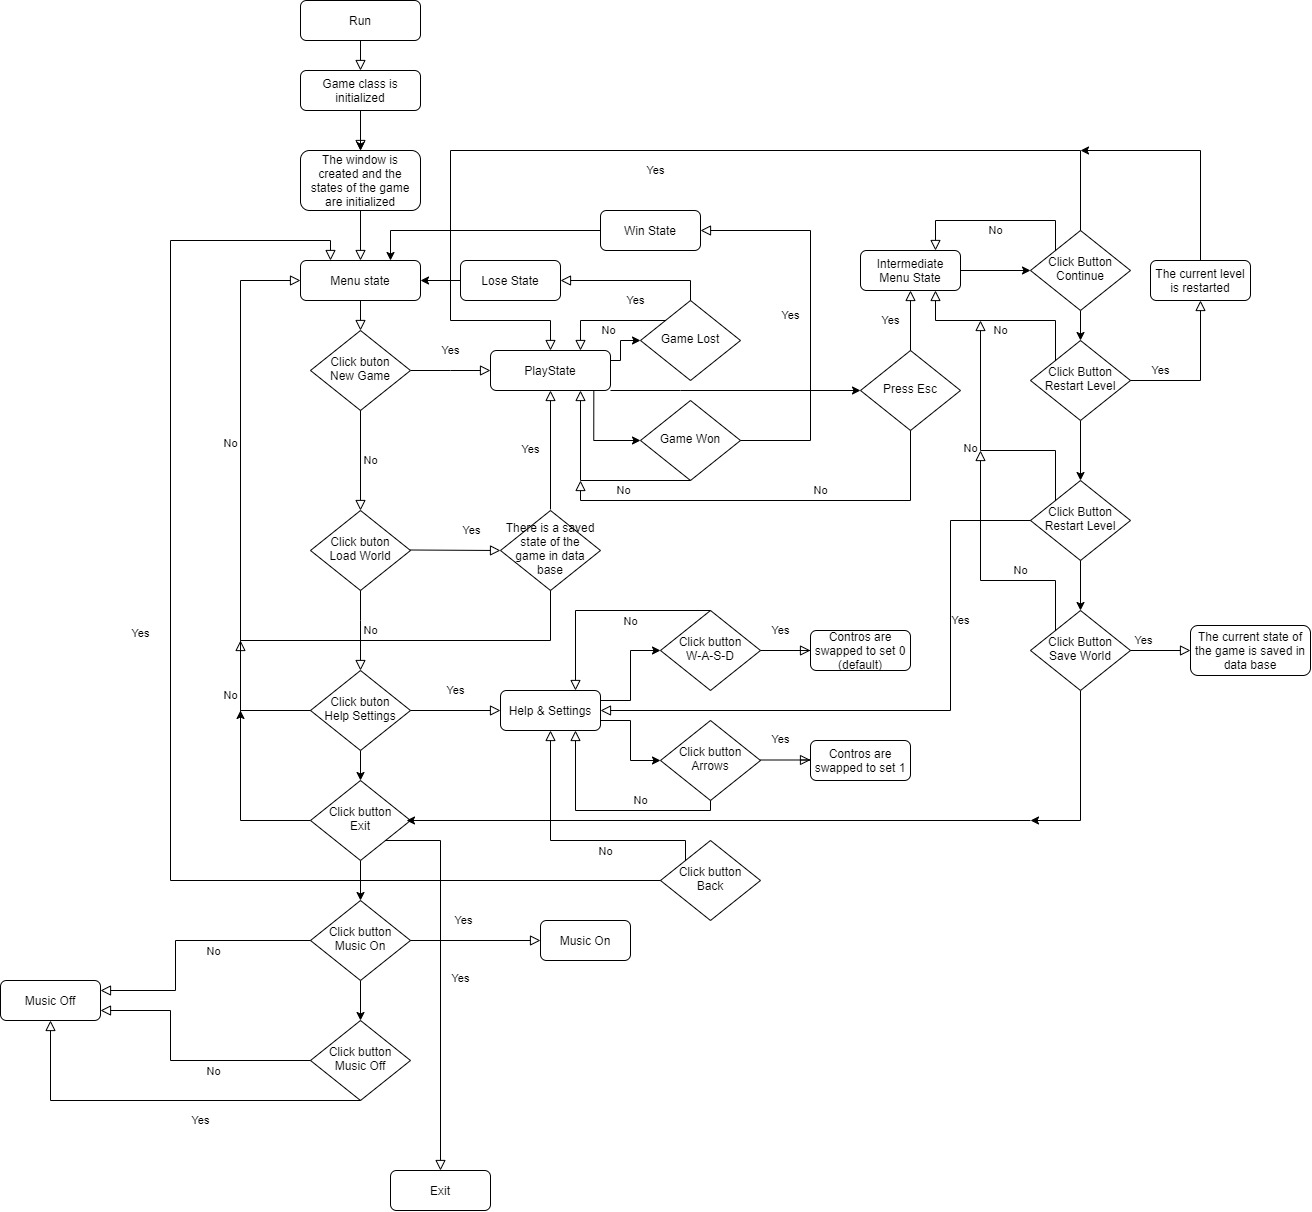 Run
Game class is
initialized
The window is
created and the
states of the game
are initialized
Yes
Win State
No
Intermediate
Menu State
Click Button
Continue
The current level
is restarted
Menu state
Lose State
Yes
Yes
Yes
No
No
Game Lost
Click buton
New Game
Yes
PlayState
Press Esc
Click Button
Restart Level
Yes
No
No
Yes
Game Won
No
No
No
Click buton
Load World
Yes
There is a saved
state of the
game in data
base
Click Button
Restart Level
No
Yes
No
No
Click button
W-A-S-D
Yes
Contros are
swapped to set 0
(default)
Yes
Click Button
Save World
Yes
The current state of
the game is saved in
data base
No
Click buton
Help Settings
Yes
Help & Settings
Click button
Arrows
Yes
Contros are
swapped to set 1
No
Click button
Exit
No
Click button
Back
Click button
Music On
Yes
Music On
No
Yes
Music Off
Click button
Music Off
No
Yes
Exit